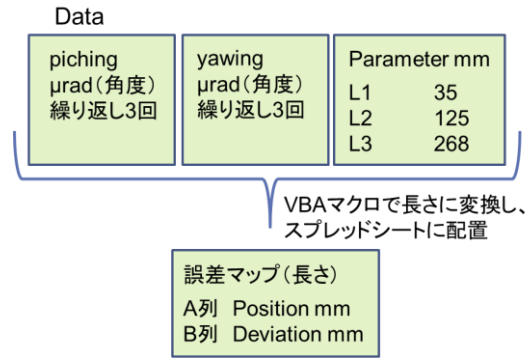 Data
piching
μrad（角度）
繰り返し3回
yawing
μrad（角度）
繰り返し3回
Parameter mm
L1 35
L2 125
L3 268
VBAマクロで長さに変換し、
スプレッドシートに配置
誤差マップ（長さ）
A列 Position mm
B列 Deviation mm